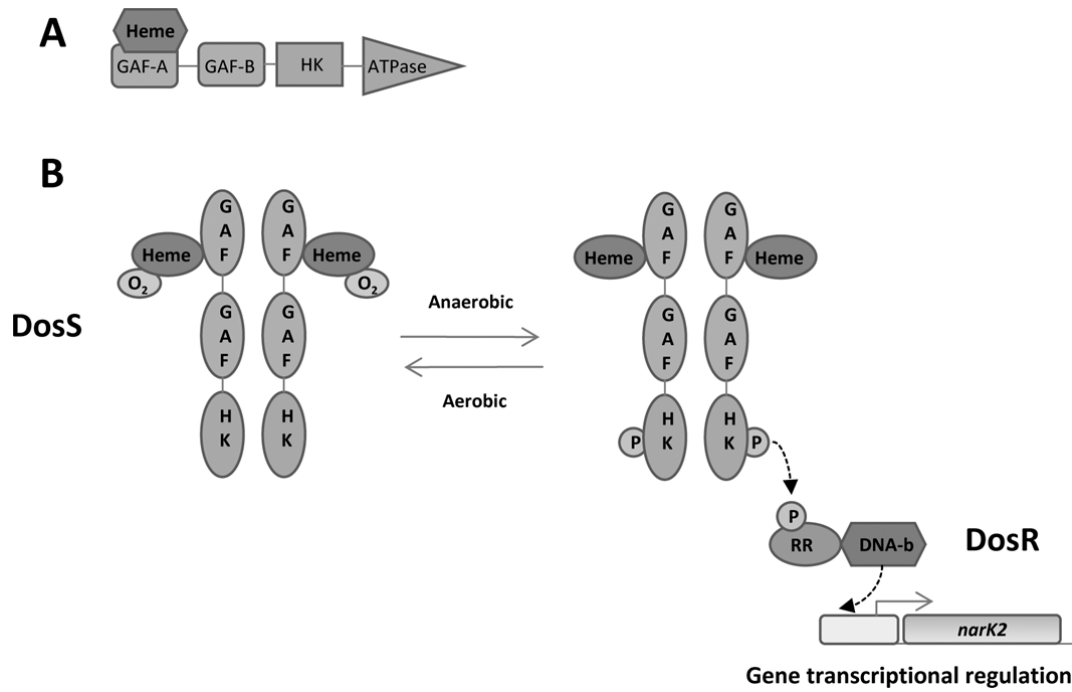 A
Heme
GAF-A
GAF-B
HK
ATPase
B
DosS
G
A
F
Heme
O2
G
A
F
H
K
G
A
F
Heme
O2
G
A
F
H
K
Anaerobic
Aerobic
G
A
F
Heme
G
A
F
H
K
P
G
A
F
Heme
G
A
F
H
K
P
P
RR
DNA-b
DosR
narK2
Gene transcriptional regulation